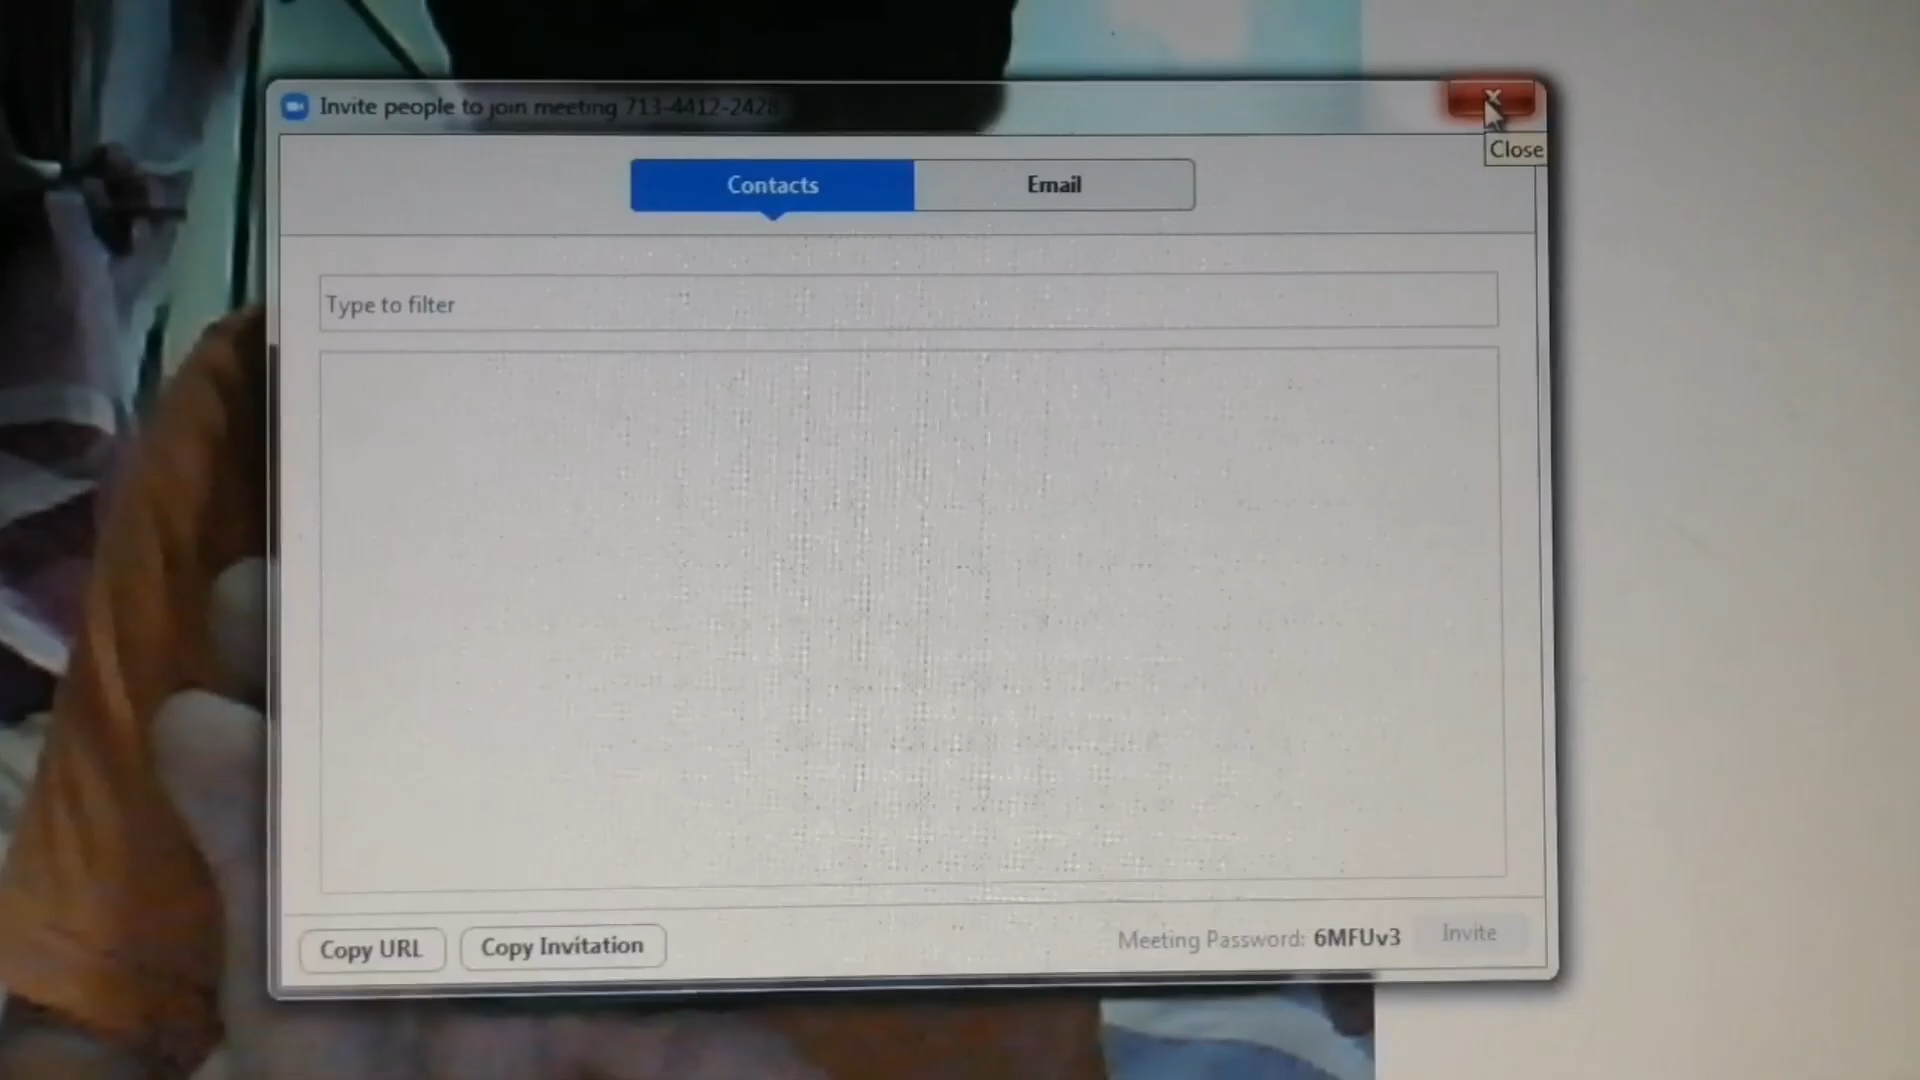 Invite people to join meeting 713-4412-2428
Close
Contacts
Email
Type to filter
Copy URL
Copy Invitation
Meeting Password: 6MFUv3
Invite